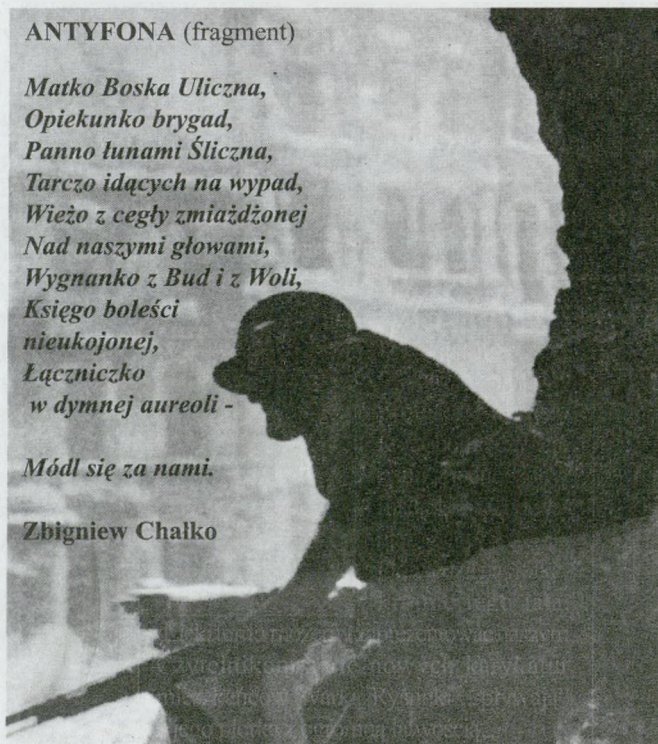 ANTYFONA (fragment)
Matko Boska Uliczna,
Opiekunko brygad,
Panno łunami Śliczna,
Tarczo idących na wypad,
Wieżo z cegły zmiażdżonej
Nad naszymi głowami,
Wygnanko z Bud i z Woli,
Księgo boleści
nieukojonej,
Łączniczko
w dymnej aureoli -
Módl się za nami.
Zbigniew Chałko